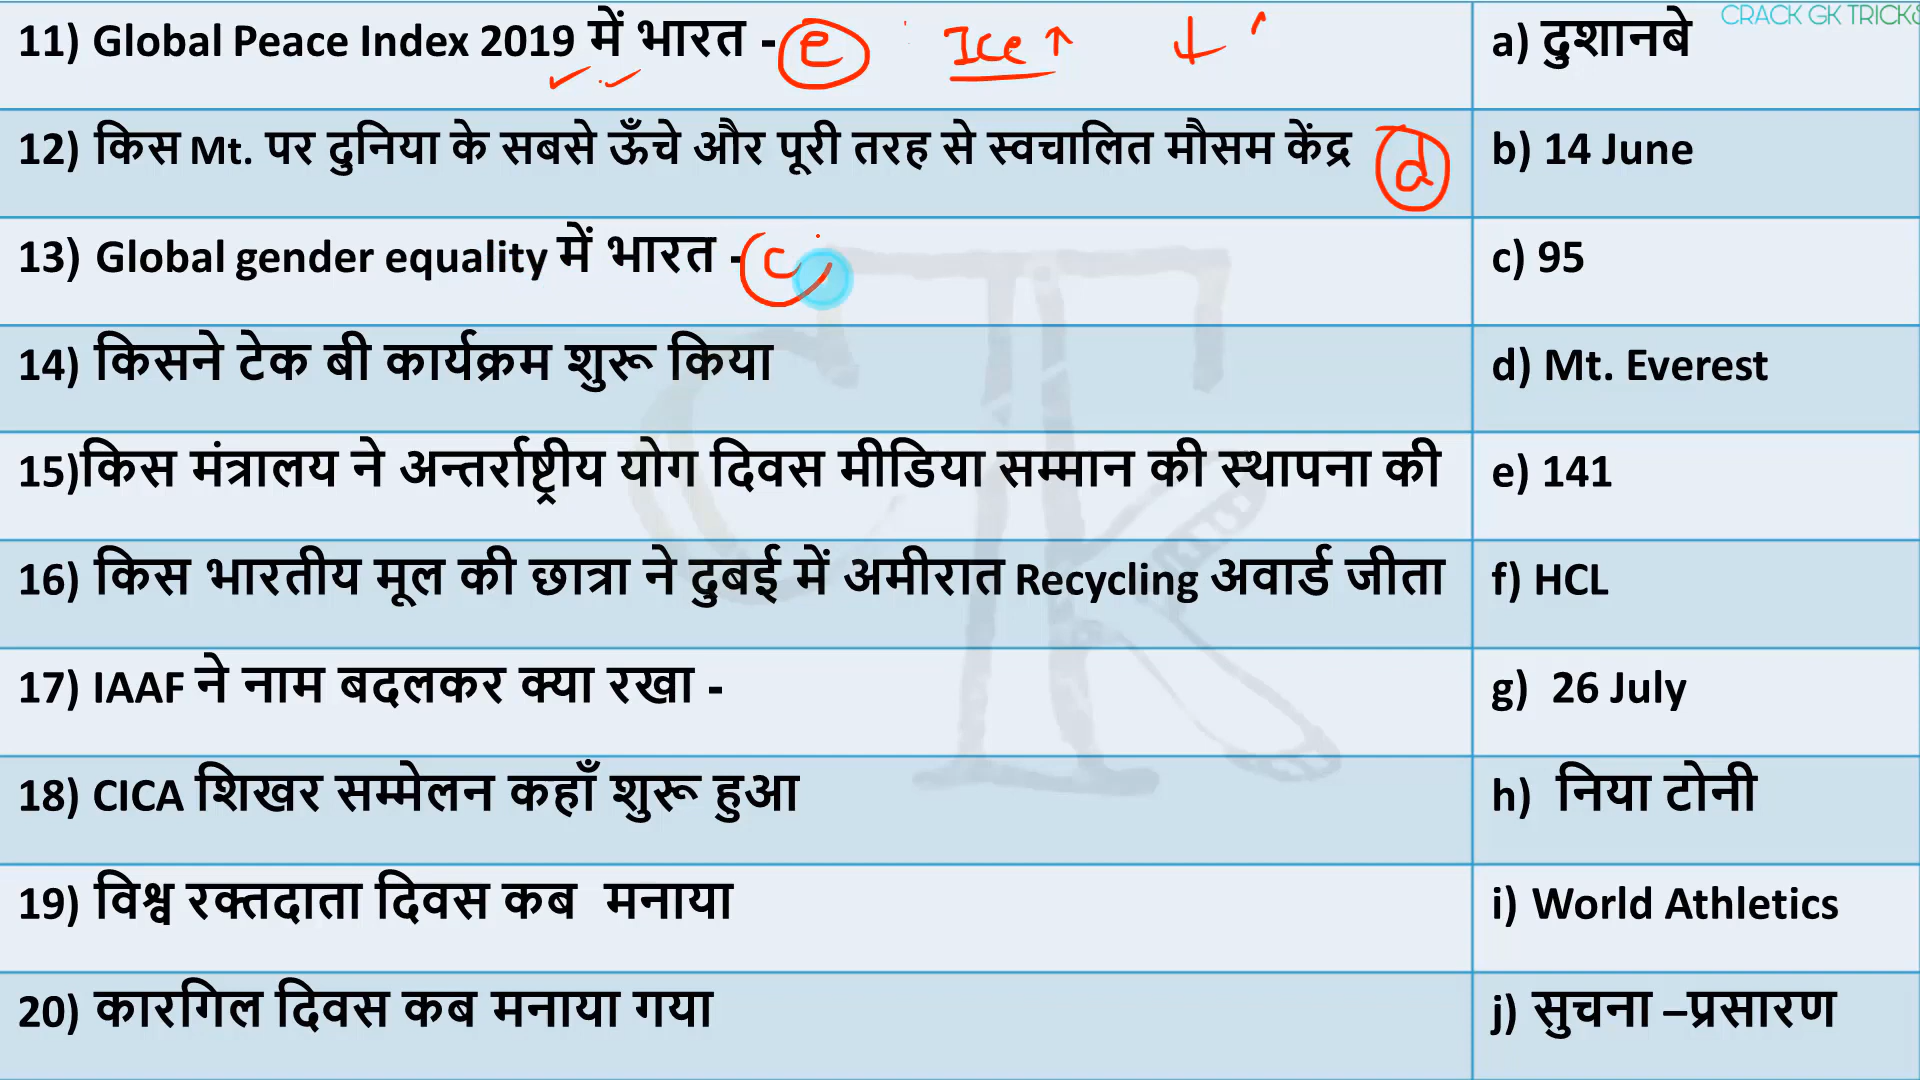 CRACK GK TRICKS
11) Global Peace Index 2019 में भारत - e Ice ↑ ↓
a) दुशानबे
12) किस Mt. पर दुनिया के सबसे ऊँचे और पूरी तरह से स्वचालित मौसम केंद्र d
b) 14 June
13) Global gender equality में भारत - c
c) 95
14) किसने टेक बी कार्यक्रम शुरू किया
d) Mt. Everest
15)किस मंत्रालय ने अन्तर्राष्ट्रीय योग दिवस मीडिया सम्मान की स्थापना की
e) 141
16) किस भारतीय मूल की छात्रा ने दुबई में अमीरात Recycling अवार्ड जीता
f) HCL
17) IAAF ने नाम बदलकर क्या रखा -
g) 26 July
18) CICA शिखर सम्मेलन कहाँ शुरू हुआ
h) निया टोनी
19) विश्व रक्तदाता दिवस कब मनाया
i) World Athletics
20) कारगिल दिवस कब मनाया गया
j) सुचना –प्रसारण